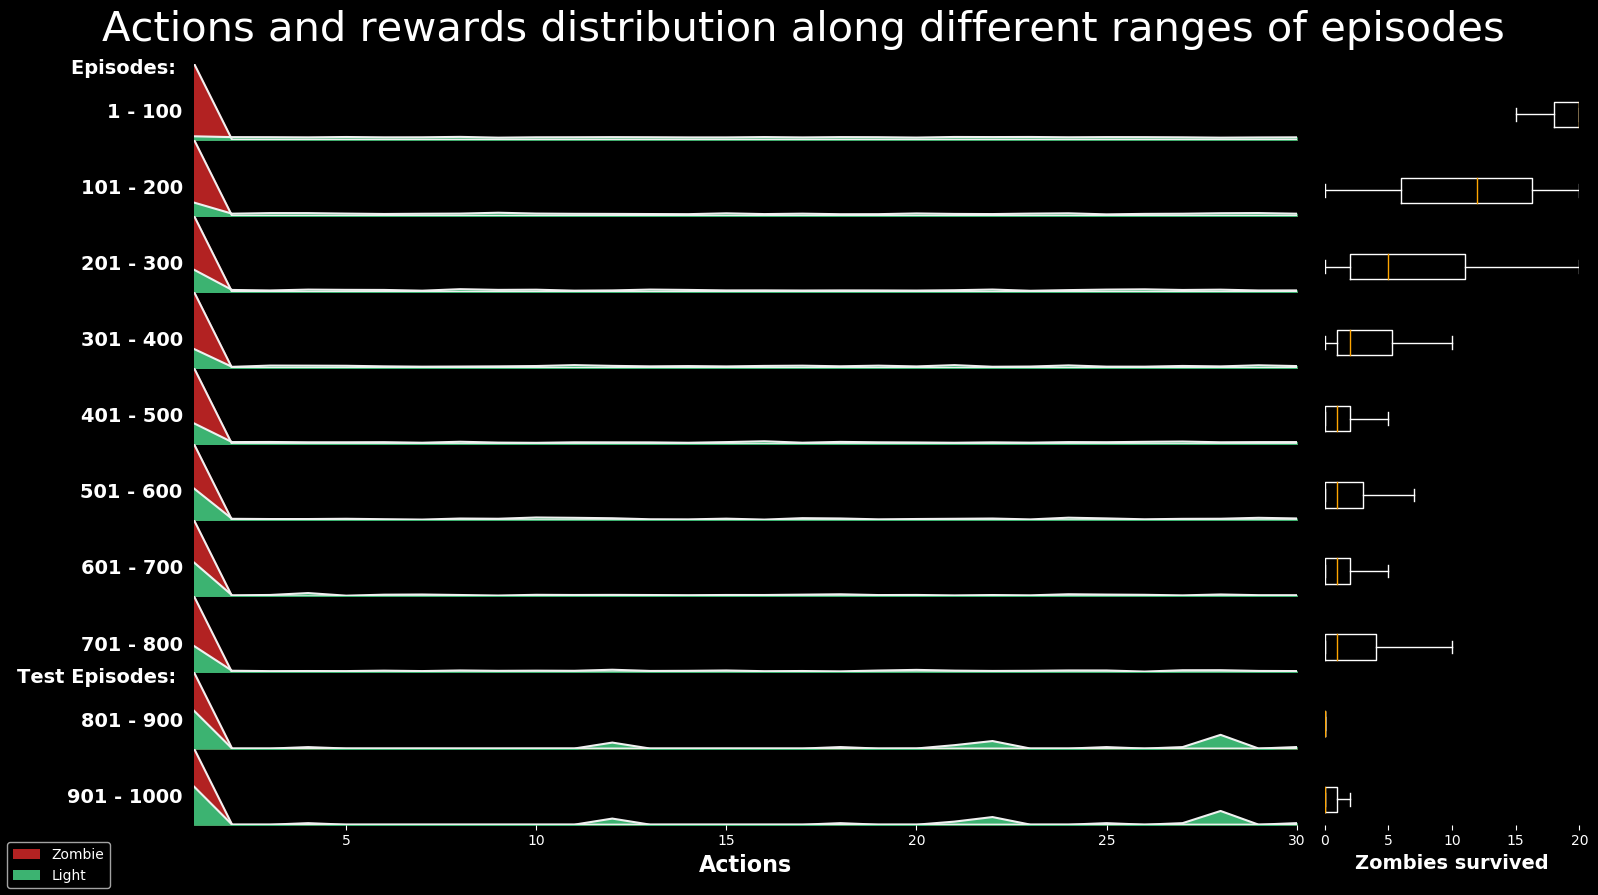 Actions and rewards distribution along different ranges of episodes
Episodes:
1 - 100
101 - 200
201 - 300
301 - 400
401 - 500
501 - 600
601 - 700
701 - 800
Test Episodes:
801 - 900
901 - 1000
5 10 15 20 25 30
0 5 10 15 20
Actions
Zombies survived
Zombie
Light